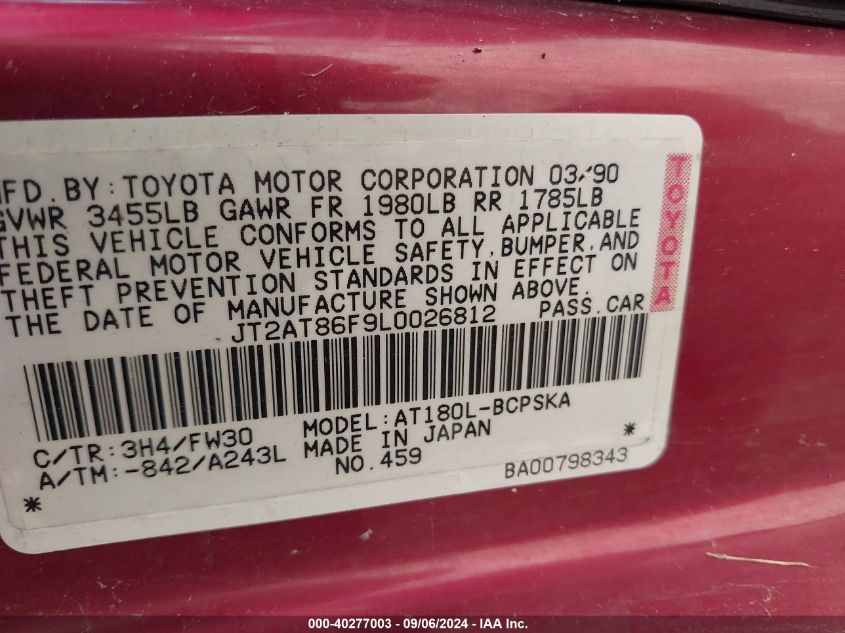 MFD. BY: TOYOTA MOTOR CORPORATION 03/90
GVWR 3455LB GAWR FR 1980LB RR 1785LB
THIS VEHICLE CONFORMS TO ALL APPLICABLE
FEDERAL MOTOR VEHICLE SAFETY, BUMPER, AND
THEFT PREVENTION STANDARDS IN EFFECT ON
THE DATE OF MANUFACTURE SHOWN ABOVE.
JT2AT86F9L0026812 PASS. CAR
TOYOTA
C/TR: 3H4/FW30 MODEL: AT180L-BCPSKA
A/TM: -842/A243L MADE IN JAPAN *
* NO. 459 BA00798343
000-40277003 - 09/06/2024 - IAA Inc.